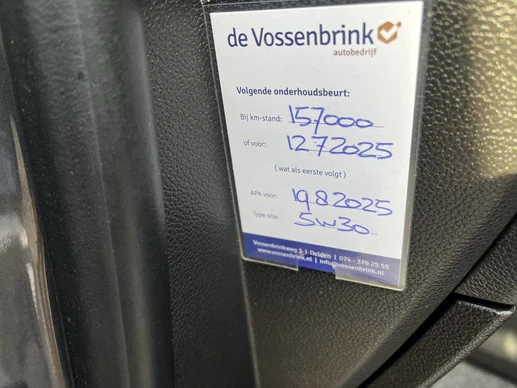 de Vossenbrink
autobedrijf
Volgende onderhoudsbeurt:
Bij km-stand: 157000
of voor: 1272025
( wat als eerste volgt )
APK voor: 1982025
Type olie: 5W30
Vossenbrinkweg 3 | Delden | 074 - 376 25 55
www.vossenbrink.nl | info@vossenbrink.nl